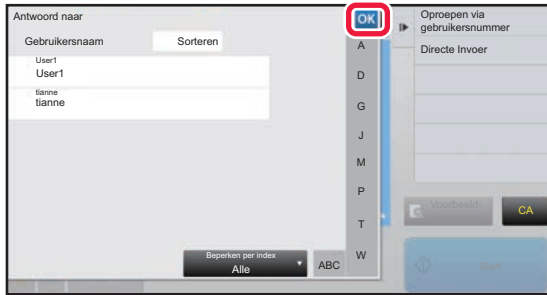 Antwoord naar
OK
Gebruikersnaam
Sorteren
User1
User1
tianne
tianne
A
D
G
J
M
P
T
W
Beperken per index
Alle
ABC
Oproepen via
gebruikersnummer
Directe Invoer
Voorbeeld-
CA
Start